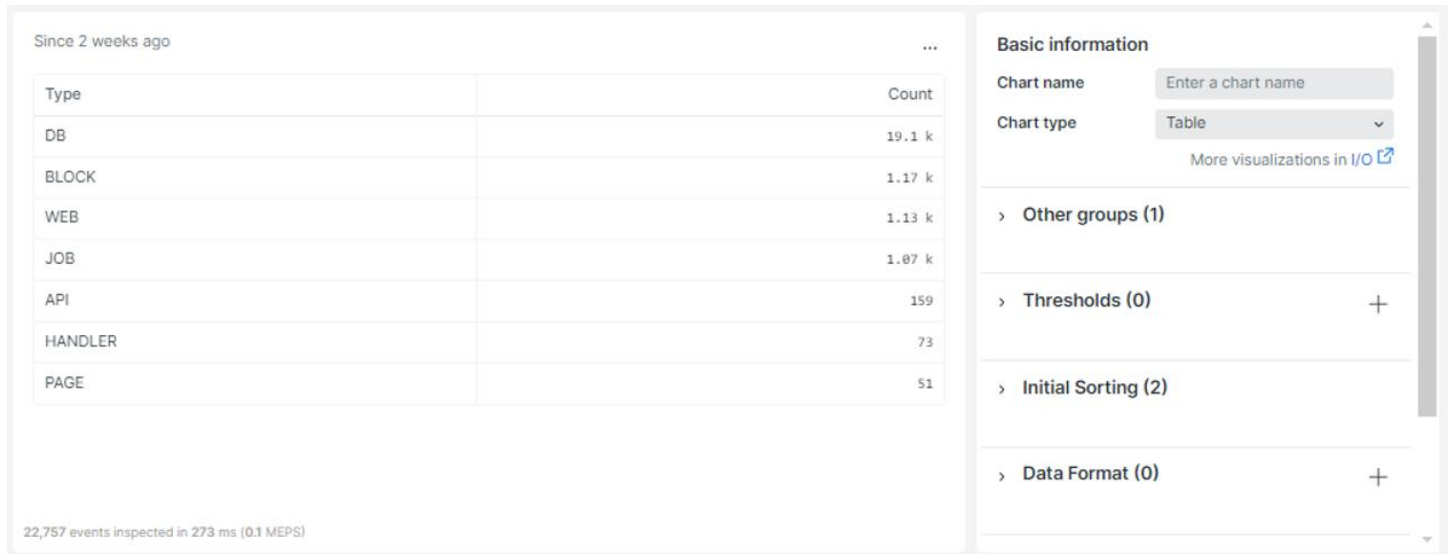 Since 2 weeks ago
...
Type Count
DB 19.1 k
BLOCK 1.17 k
WEB 1.13 k
JOB 1.07 k
API 159
HANDLER 73
PAGE 51
22,757 events inspected in 273 ms (0.1 MEPS)
Basic information
Chart name Enter a chart name
Chart type Table
More visualizations in I/O
Other groups (1)
Thresholds (0)
Initial Sorting (2)
Data Format (0)